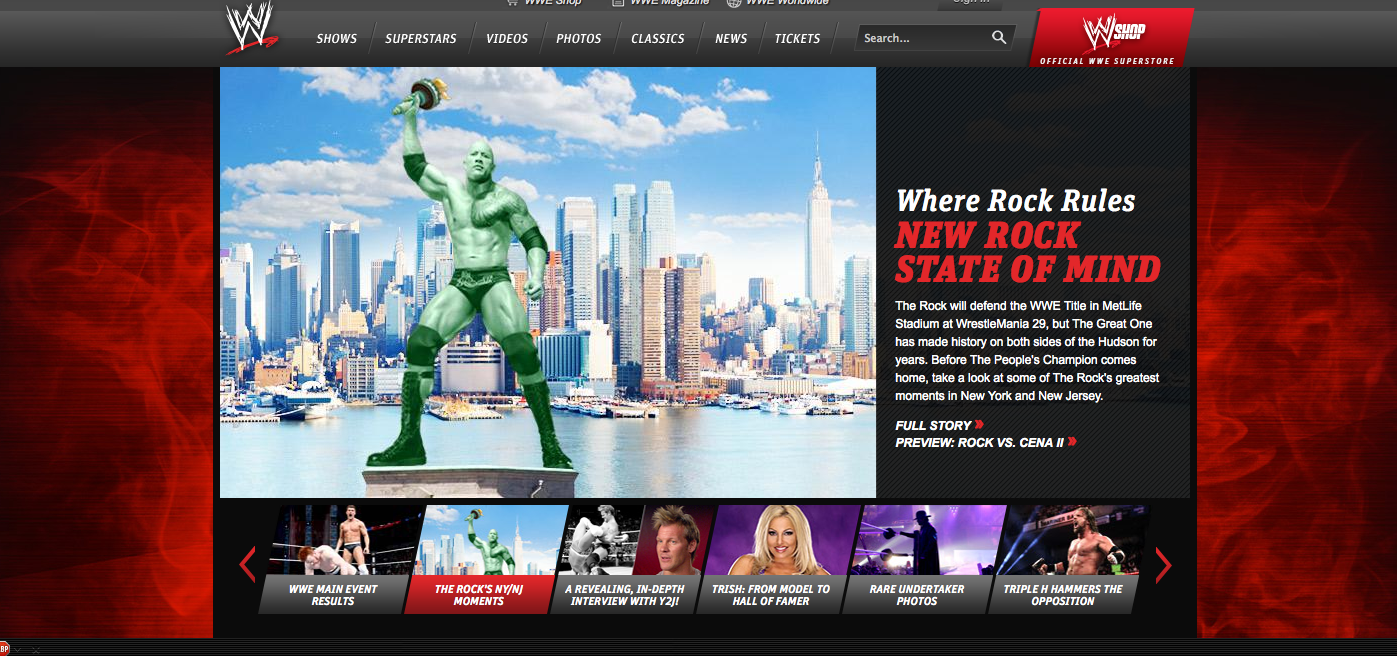 WWE Shop
WWE Magazine
WWE Worldwide
Sign In
SHOWS
SUPERSTARS
VIDEOS
PHOTOS
CLASSICS
NEWS
TICKETS
Search...
SHOP
OFFICIAL WWE SUPERSTORE
Where Rock Rules
NEW ROCK
STATE OF MIND
The Rock will defend the WWE Title in MetLife
Stadium at WrestleMania 29, but The Great One
has made history on both sides of the Hudson for
years. Before The People's Champion comes
home, take a look at some of The Rock's greatest
moments in New York and New Jersey.
FULL STORY »
PREVIEW: ROCK VS. CENA II »
WWE MAIN EVENT
RESULTS
THE ROCK'S NY/NJ
MOMENTS
A REVEALING, IN-DEPTH
INTERVIEW WITH Y2J!
TRISH: FROM MODEL TO
HALL OF FAMER
RARE UNDERTAKER
PHOTOS
TRIPLE H HAMMERS THE
OPPOSITION